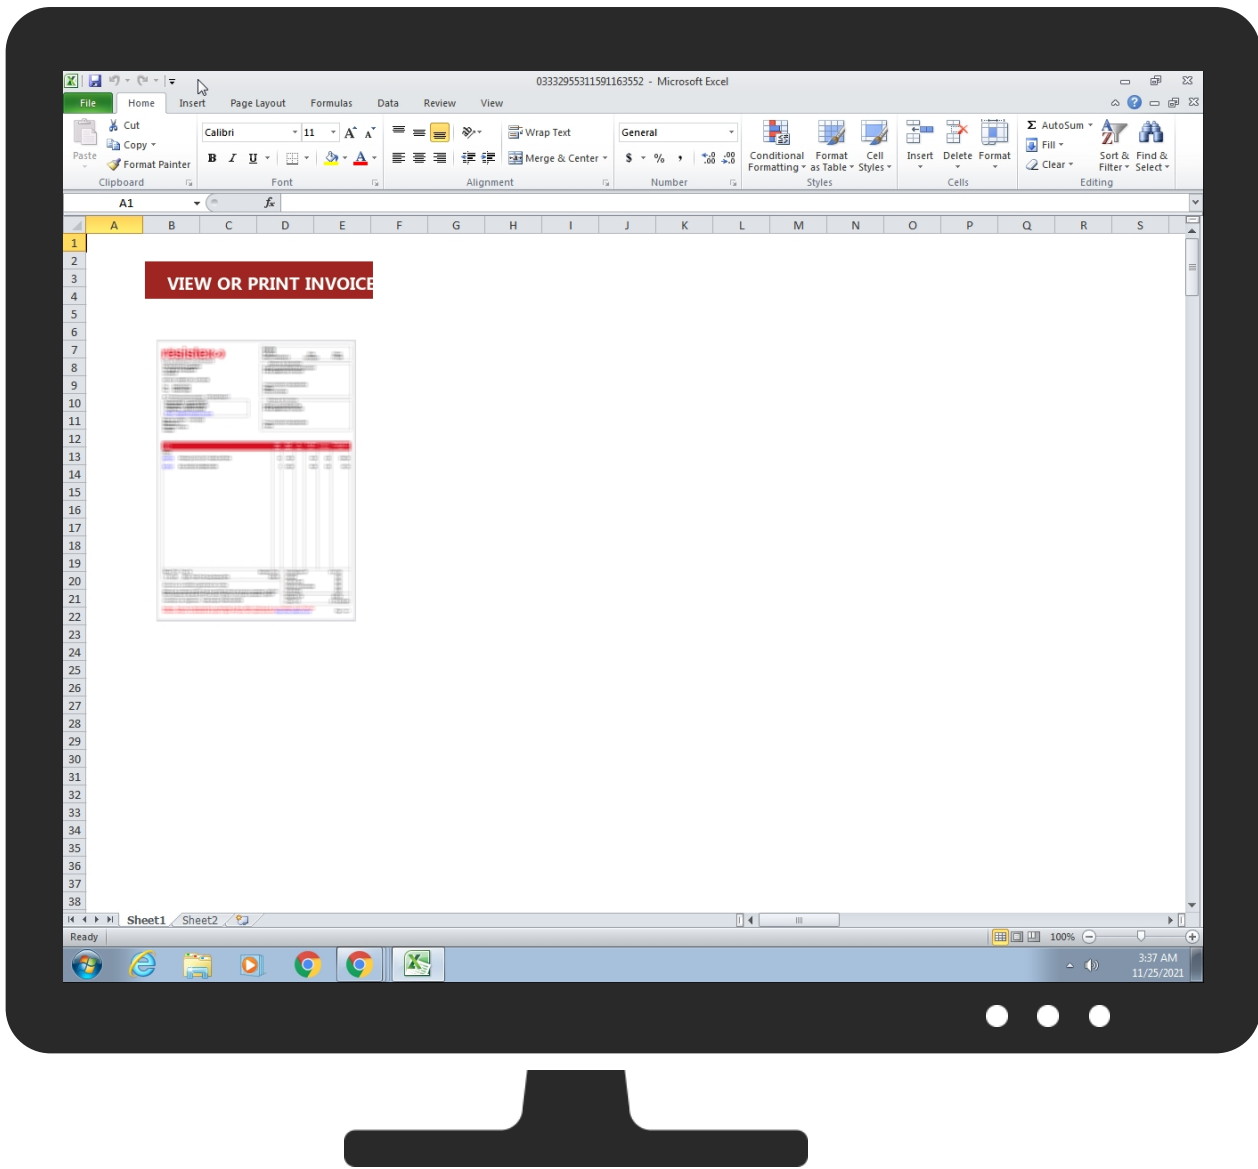 03332955311591163552 - Microsoft Excel
File Home Insert Page Layout Formulas Data Review View
Paste
Cut
Copy
Format Painter
Clipboard
Calibri 11
Font
Wrap Text
Merge & Center
Alignment
General
Number
Conditional Formatting
Format as Table
Cell Styles
Styles
Insert Delete Format
Cells
AutoSum
Fill
Clear
Sort & Filter
Find & Select
Editing
A1 fx
A B C D E F G H I J K L M N O P Q R S
1
2
3
4
5
6
7
8
9
10
11
12
13
14
15
16
17
18
19
20
21
22
23
24
25
26
27
28
29
30
31
32
33
34
35
36
37
38
VIEW OR PRINT INVOICE
Sheet1 Sheet2
Ready 100%
3:37 AM
11/25/2021